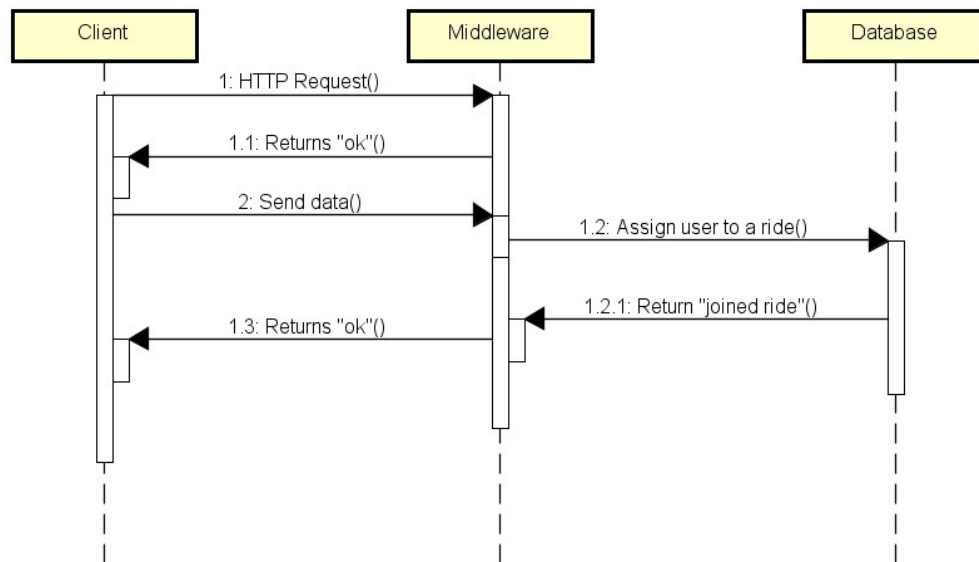 Client
Middleware
Database
1: HTTP Request()
1.1: Returns "ok"()
2: Send data()
1.2: Assign user to a ride()
1.2.1: Return "joined ride"()
1.3: Returns "ok"()